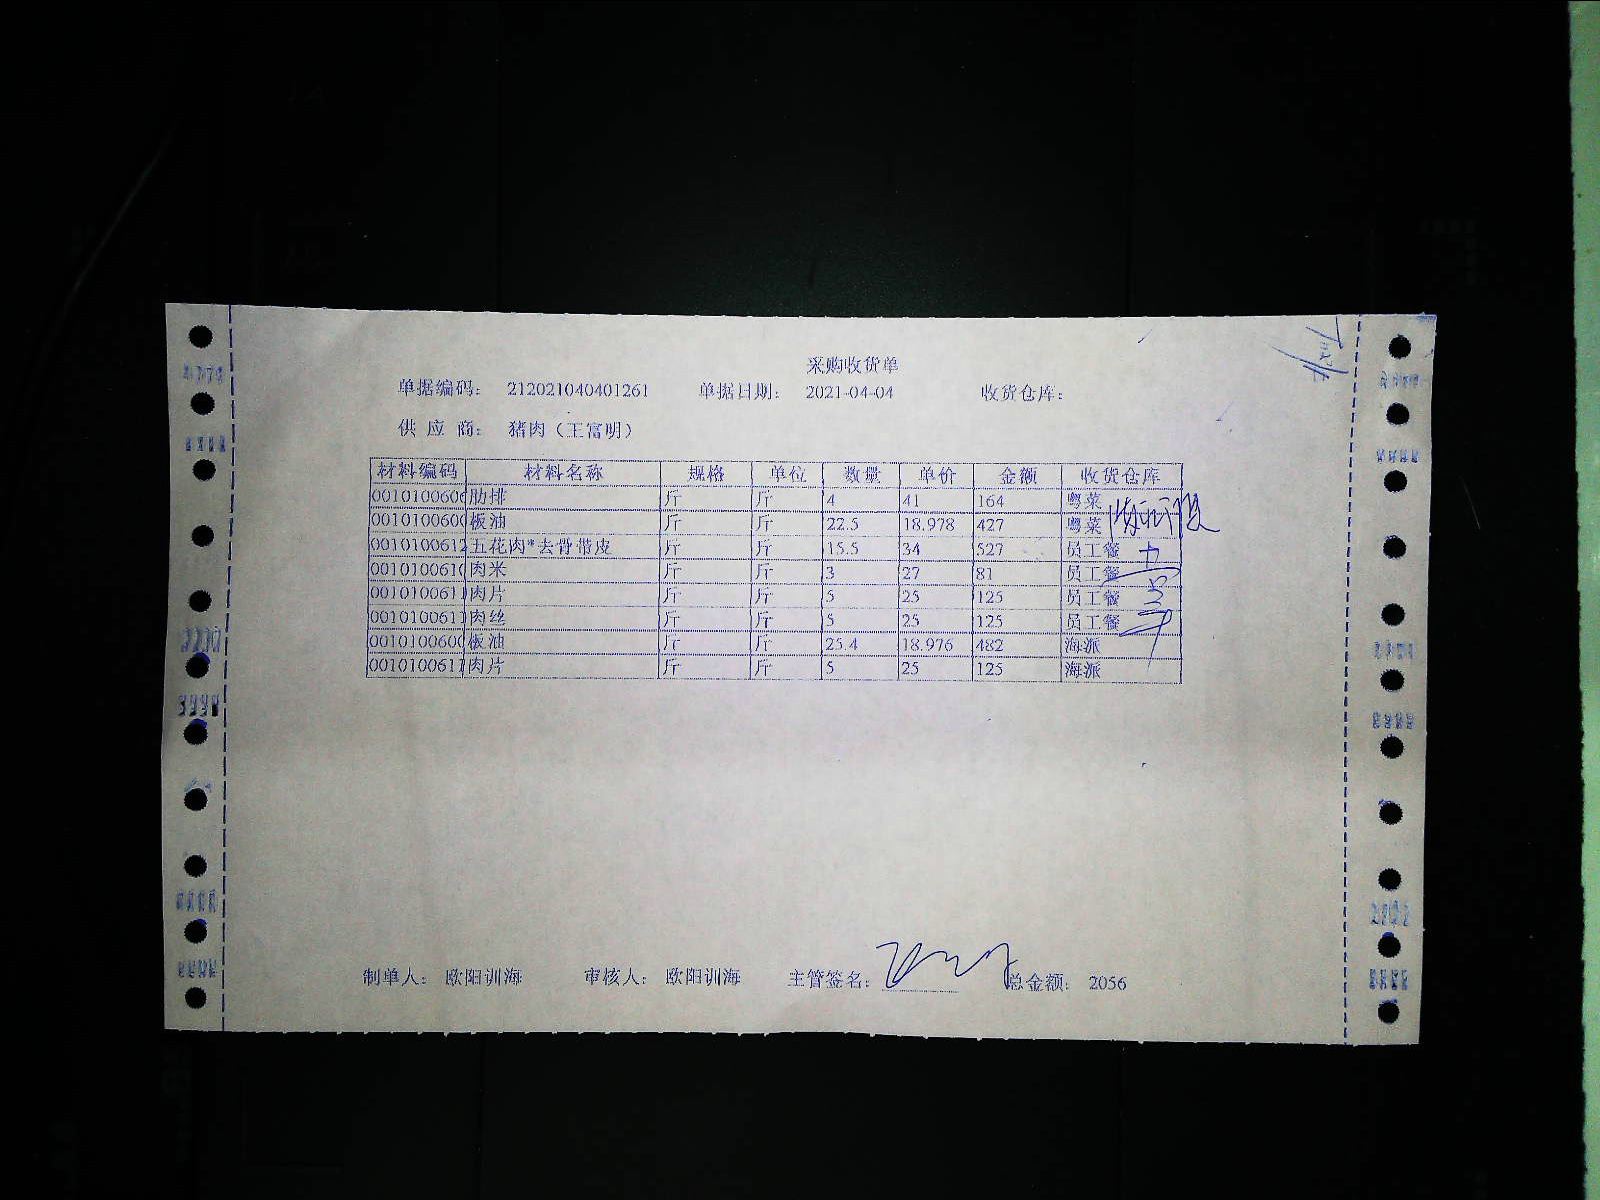 采购收货单
单据编码： 212021040401261 单据日期： 2021-04-04 收货仓库：
供 应 商： 猪肉（王富明）
材料编码 材料名称 规格 单位 数量 单价 金额 收货仓库
0010100606 肋排 斤 斤 4 41 164 粤菜
001010060 板油 斤 斤 22.5 18.978 427 粤菜
0010100612 五花肉*去骨带皮 斤 斤 15.5 34 527 员工餐
001010061 肉米 斤 斤 3 27 81 员工餐
001010061 肉片 斤 斤 5 25 125 员工餐
001010061 肉丝 斤 斤 5 25 125 员工餐
001010060 板油 斤 斤 25.4 18.976 482 海派
001010061 肉片 斤 斤 5 25 125 海派
制单人： 欧阳训海 审核人： 欧阳训海 主管签名： 总金额： 2056